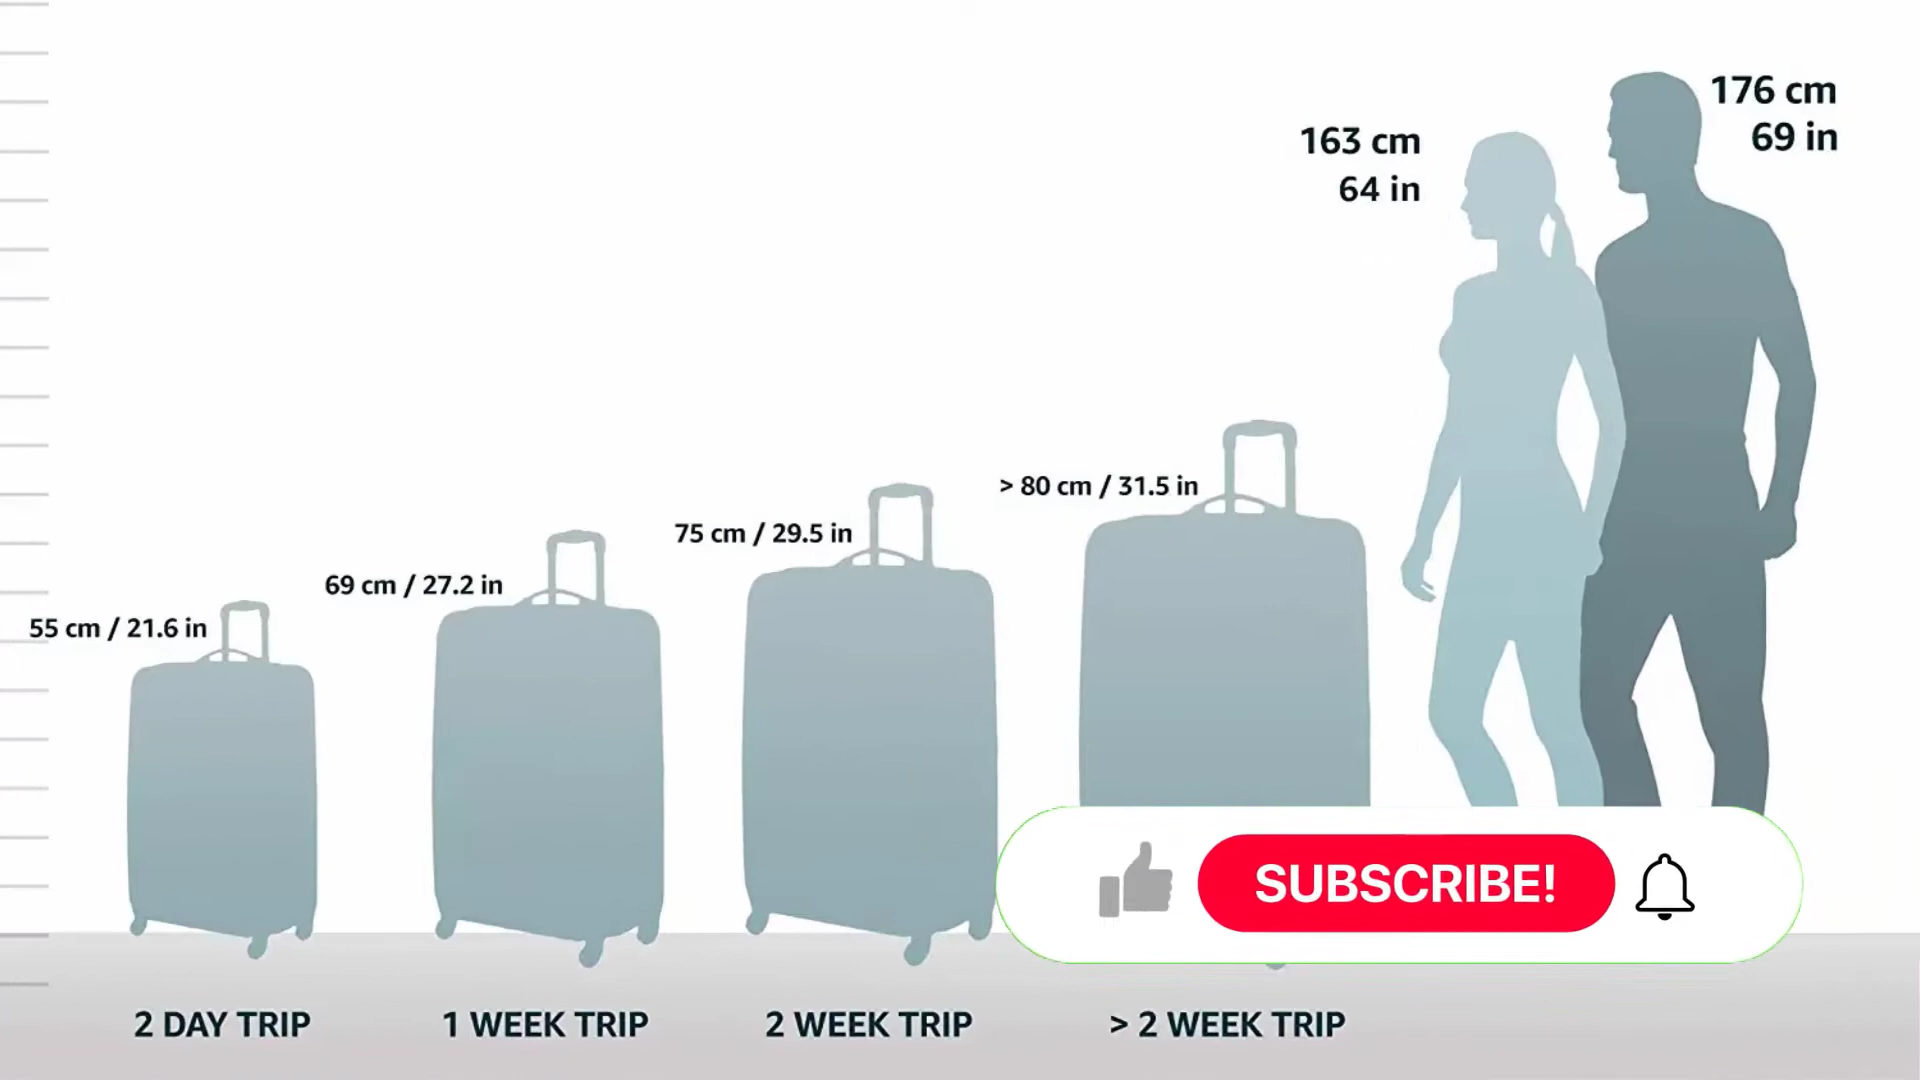 176 cm
69 in
163 cm
64 in
> 80 cm / 31.5 in
75 cm / 29.5 in
69 cm / 27.2 in
55 cm / 21.6 in
SUBSCRIBE!
2 DAY TRIP
1 WEEK TRIP
2 WEEK TRIP
> 2 WEEK TRIP